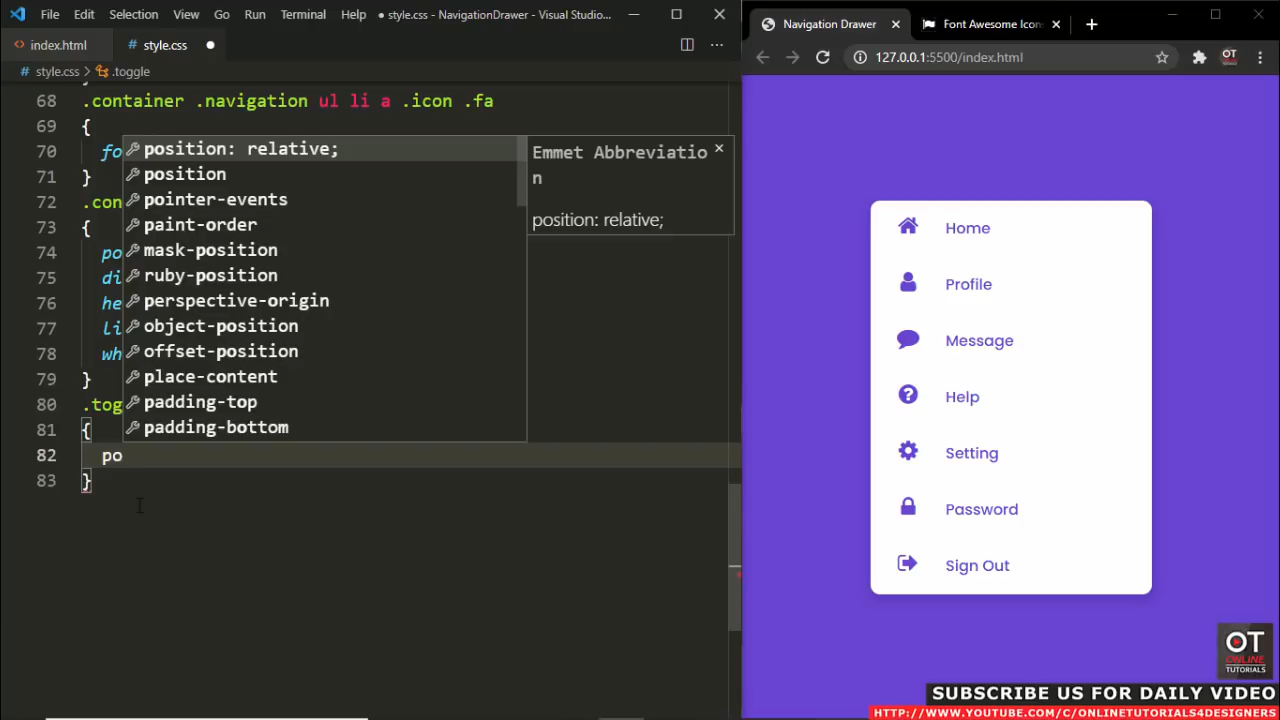 File Edit Selection View Go Run Terminal Help ● style.css - NavigationDrawer - Visual Studio...
index.html # style.css ●
# style.css > .toggle
68 .container .navigation ul li a .icon .fa
69 {
70 fo
71 }
72 .con
73 {
74 po
75 di
76 he
77 li
78 wh
79 }
80 .tog
81 {
82 po
83 }
position: relative;
position
pointer-events
paint-order
mask-position
ruby-position
perspective-origin
object-position
offset-position
place-content
padding-top
padding-bottom
Emmet Abbreviatio
n
position: relative;
Navigation Drawer
Font Awesome Icon
127.0.0.1:5500/index.html
OT
Home
Profile
Message
Help
Setting
Password
Sign Out
OT
ONLINE
TUTORIALS
SUBSCRIBE US FOR DAILY VIDEO
HTTP://WWW.YOUTUBE.COM/C/ONLINETUTORIALS4DESIGNERS